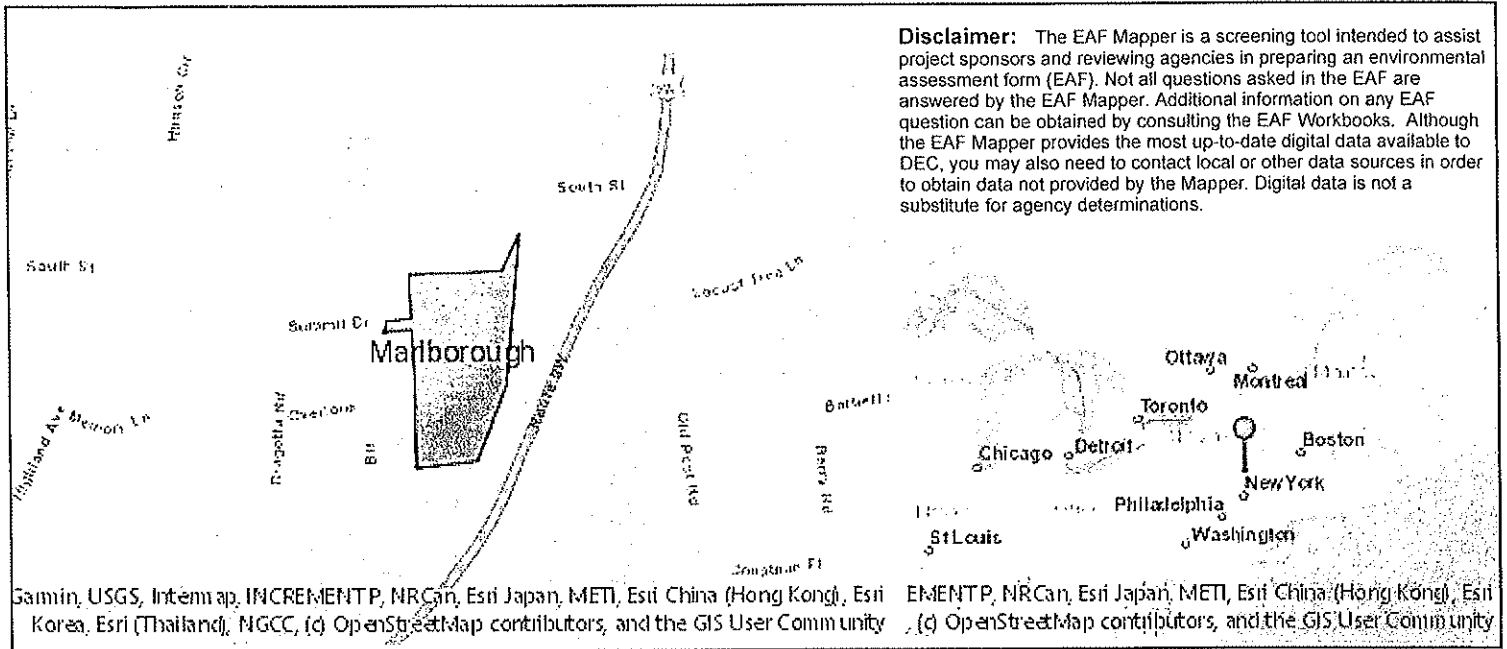 Disclaimer: The EAF Mapper is a screening tool intended to assist
project sponsors and reviewing agencies in preparing an environmental
assessment form (EAF). Not all questions asked in the EAF are
answered by the EAF Mapper. Additional information on any EAF
question can be obtained by consulting the EAF Workbooks. Although
the EAF Mapper provides the most up-to-date digital data available to
DEC, you may also need to contact local or other data sources in order
to obtain data not provided by the Mapper. Digital data is not a
substitute for agency determinations.
South St
South St
Summit Dr
Marlborough
Locust Tree Ln
Highland Ave
Old Post Rd
Route 9W
Jonathan St
Ottawa
Montreal
Toronto
Chicago
Detroit
Boston
New York
Philadelphia
Washington
St Louis
Garmin, USGS, Intermap, INCREMENT P, NRCan, Esri Japan, METI, Esri China (Hong Kong), Esri
Korea, Esri (Thailand), NGCC, (c) OpenStreetMap contributors, and the GIS User Community
EMENT P, NRCan, Esri Japan, METI, Esri China (Hong Kong), Esri
, (c) OpenStreetMap contributors, and the GIS User Community